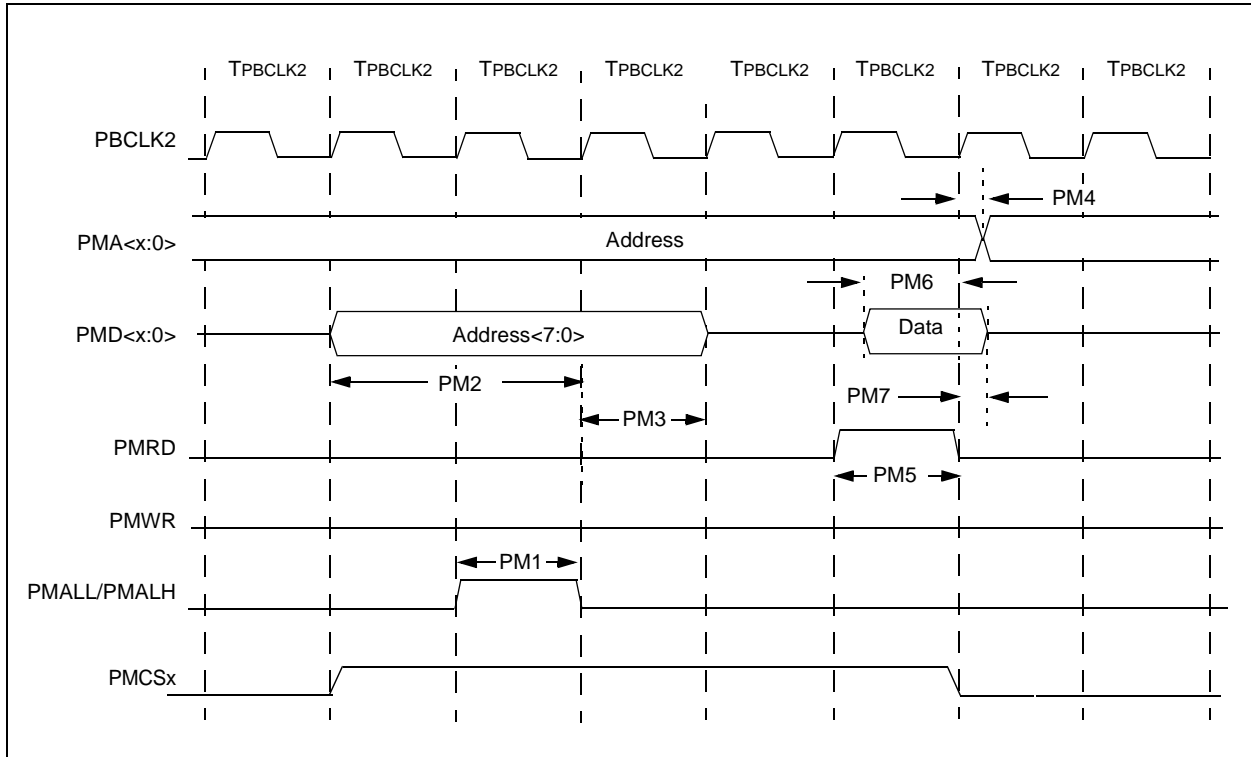 TPBCLK2 TPBCLK2 TPBCLK2 TPBCLK2 TPBCLK2 TPBCLK2 TPBCLK2 TPBCLK2
PBCLK2
PM4
PMA<x:0>
Address
PM6
PMD<x:0>
Address<7:0>
Data
PM2
PM7
PM3
PMRD
PM5
PMWR
PM1
PMALL/PMALH
PMCSx